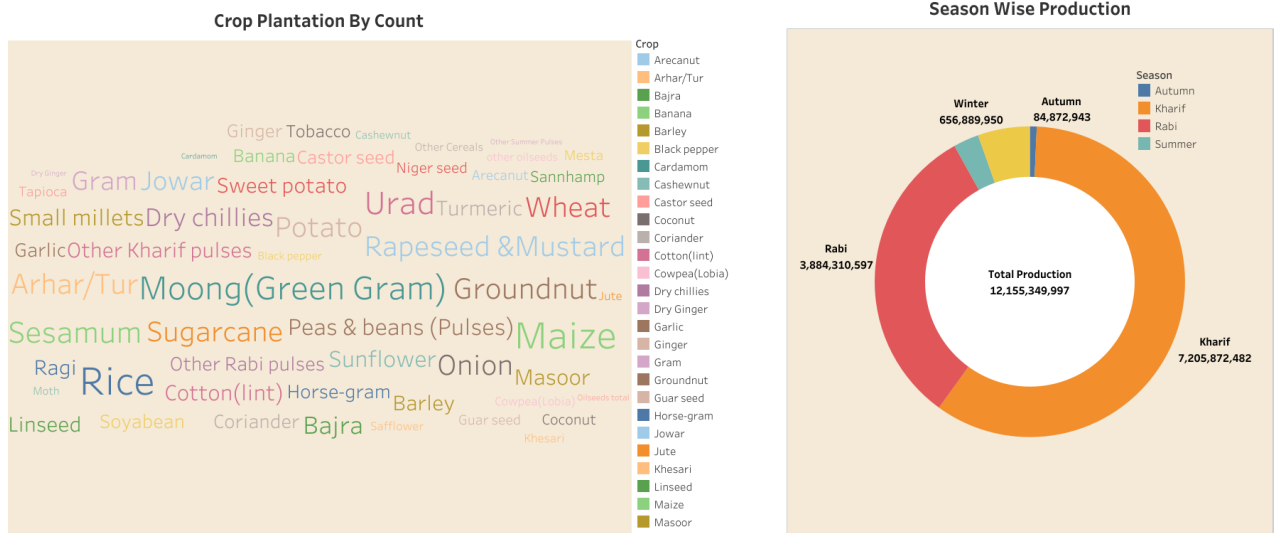 Crop Plantation By Count
Ginger Tobacco Cashewnut
Other Cereals Other Summer Pulses
Cardamom Banana Castor seed other oilseeds Mesta
Niger seed
Dry Ginger Gram Jowar Sweet potato Arecanut Sannhamp
Tapioca
Urad Turmeric Wheat
Small millets Dry chillies Potato
Garlic Other Kharif pulses Black pepper Rapeseed &Mustard
Arhar/Tur Moong(Green Gram) Groundnut Jute
Sesamum Sugarcane Peas & beans (Pulses) Maize
Ragi Rice Other Rabi pulses Sunflower Onion Masoor
Moth Cotton(lint) Horse-gram Barley Cowpea(Lobia) Oilseeds total
Linseed Soyabean Coriander Bajra Safflower Guar seed Coconut
Khesari
Crop
Arecanut
Arhar/Tur
Bajra
Banana
Barley
Black pepper
Cardamom
Cashewnut
Castor seed
Coconut
Coriander
Cotton(lint)
Cowpea(Lobia)
Dry chillies
Dry Ginger
Garlic
Ginger
Gram
Groundnut
Guar seed
Horse-gram
Jowar
Jute
Khesari
Linseed
Maize
Masoor
Season Wise Production
Season
Autumn
Kharif
Rabi
Summer
Winter
656,889,950
Autumn
84,872,943
Rabi
3,884,310,597
Total Production
12,155,349,997
Kharif
7,205,872,482